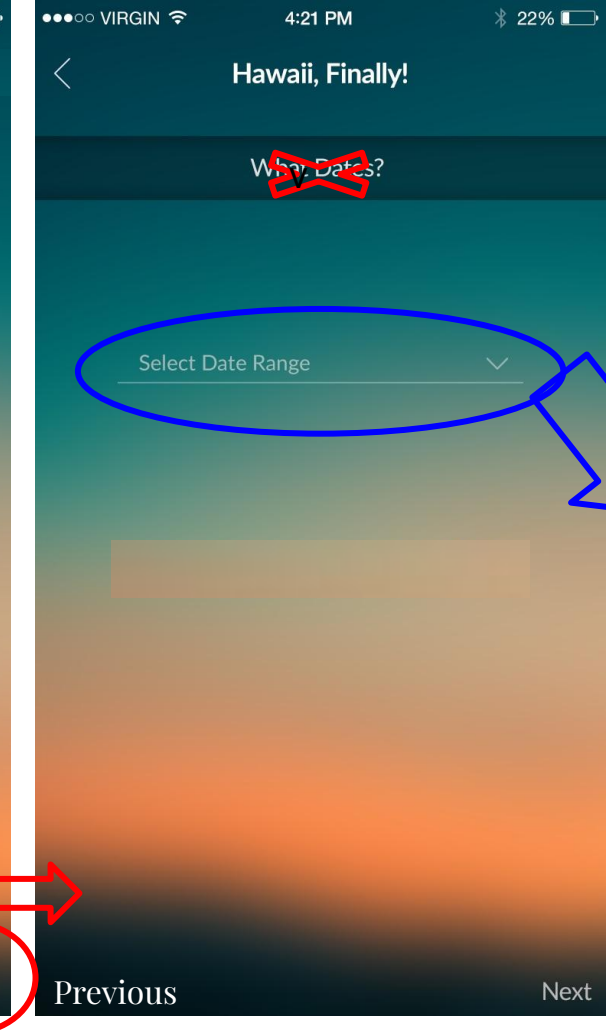 VIRGIN 4:21 PM 22%
Hawaii, Finally!
What Dates?
v
Select Date Range
Previous Next